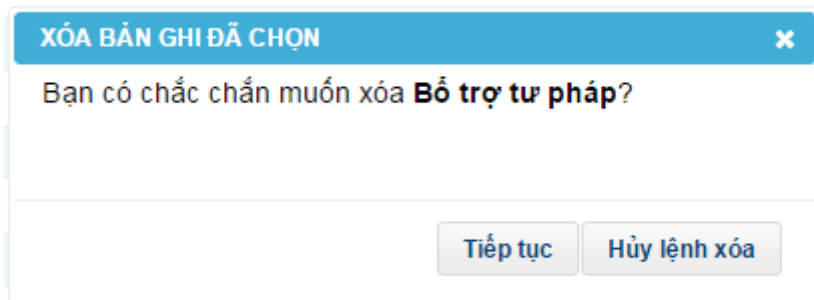 XÓA BẢN GHI ĐÃ CHỌN
Bạn có chắc chắn muốn xóa Bổ trợ tư pháp?
Tiếp tục Hủy lệnh xóa